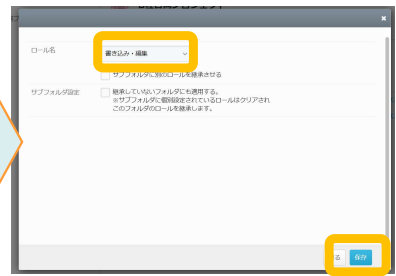 ロール名
書き込み・編集
サブフォルダに別のロールを継承させる
サブフォルダ設定
継承していないフォルダにも適用する。
※サブフォルダに個別設定されているロールはクリアされ
このフォルダのロールを継承します。
る
保存